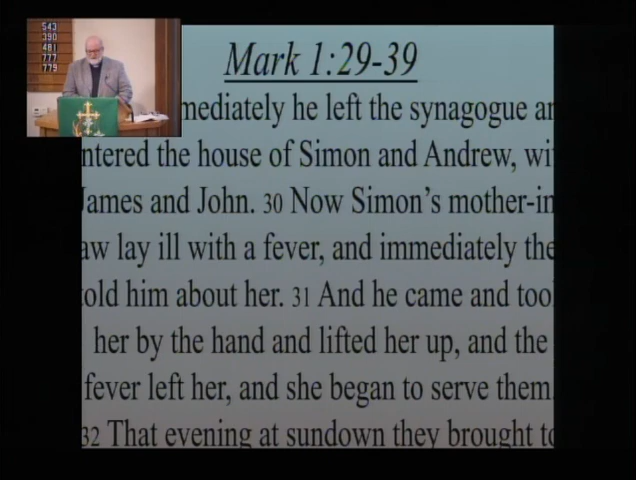 543
390
481
777
779
Mark 1:29-39
mediately he left the synagogue an
ntered the house of Simon and Andrew, wi
James and John. 30 Now Simon's mother-in
aw lay ill with a fever, and immediately the
told him about her. 31 And he came and too
her by the hand and lifted her up, and the
fever left her, and she began to serve them.
32 That evening at sundown they brought to